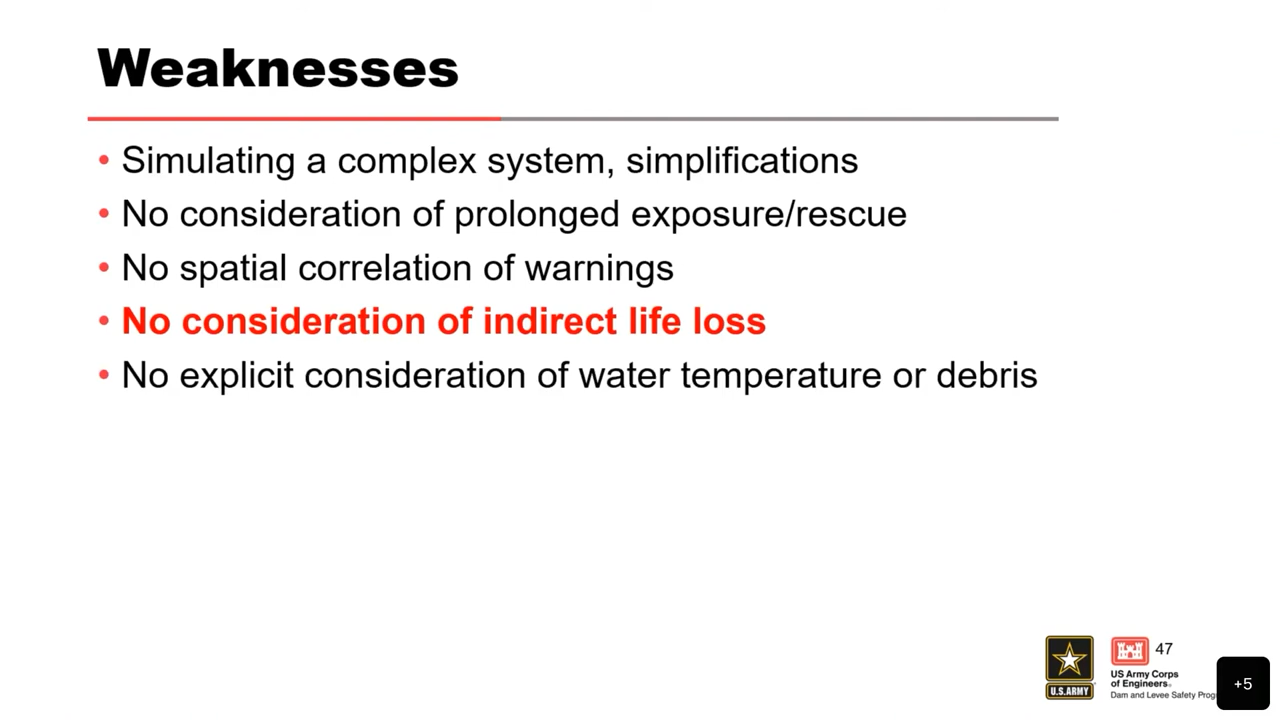 Weaknesses
• Simulating a complex system, simplifications
• No consideration of prolonged exposure/rescue
• No spatial correlation of warnings
• No consideration of indirect life loss
• No explicit consideration of water temperature or debris
47
U.S.ARMY
US Army Corps
of Engineers®
Dam and Levee Safety
+5